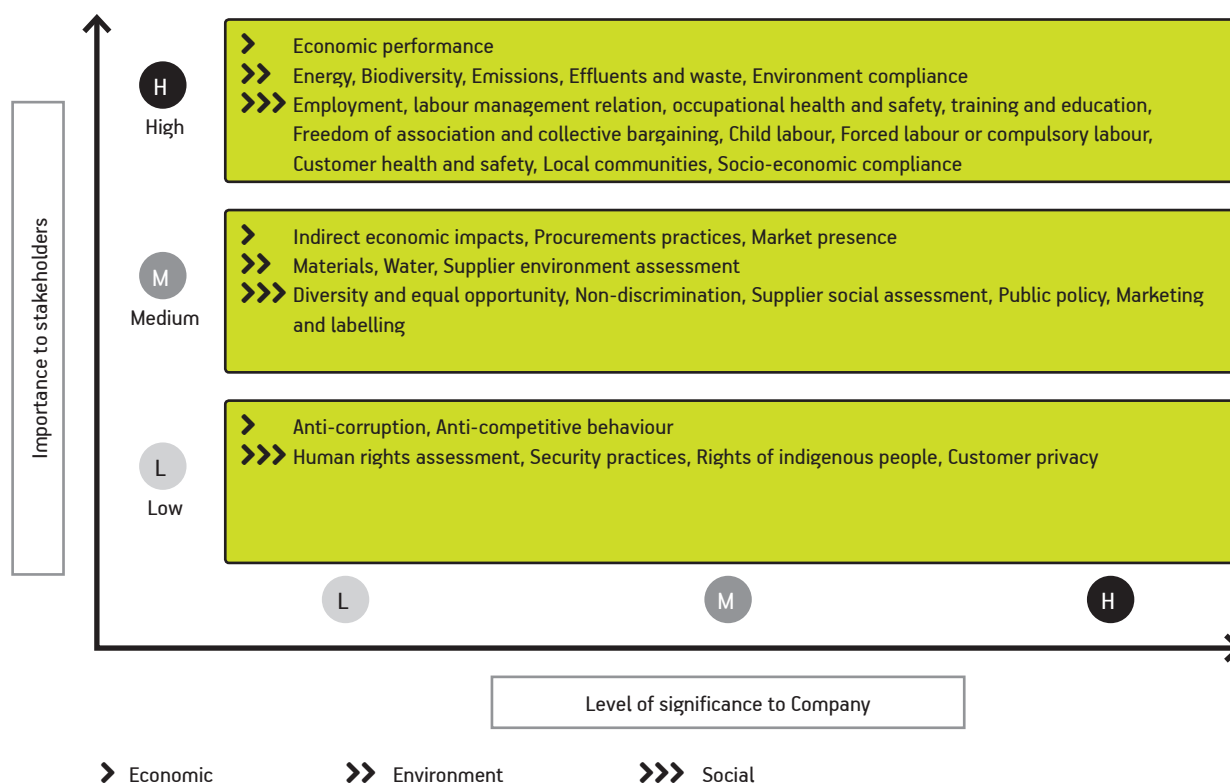 Importance to stakeholders
H
High
Economic performance
Energy, Biodiversity, Emissions, Effluents and waste, Environment compliance
Employment, labour management relation, occupational health and safety, training and education,
Freedom of association and collective bargaining, Child labour, Forced labour or compulsory labour,
Customer health and safety, Local communities, Socio-economic compliance
M
Medium
Indirect economic impacts, Procurements practices, Market presence
Materials, Water, Supplier environment assessment
Diversity and equal opportunity, Non-discrimination, Supplier social assessment, Public policy, Marketing
and labelling
L
Low
Anti-corruption, Anti-competitive behaviour
Human rights assessment, Security practices, Rights of indigenous people, Customer privacy
L M H
Level of significance to Company
Economic Environment Social